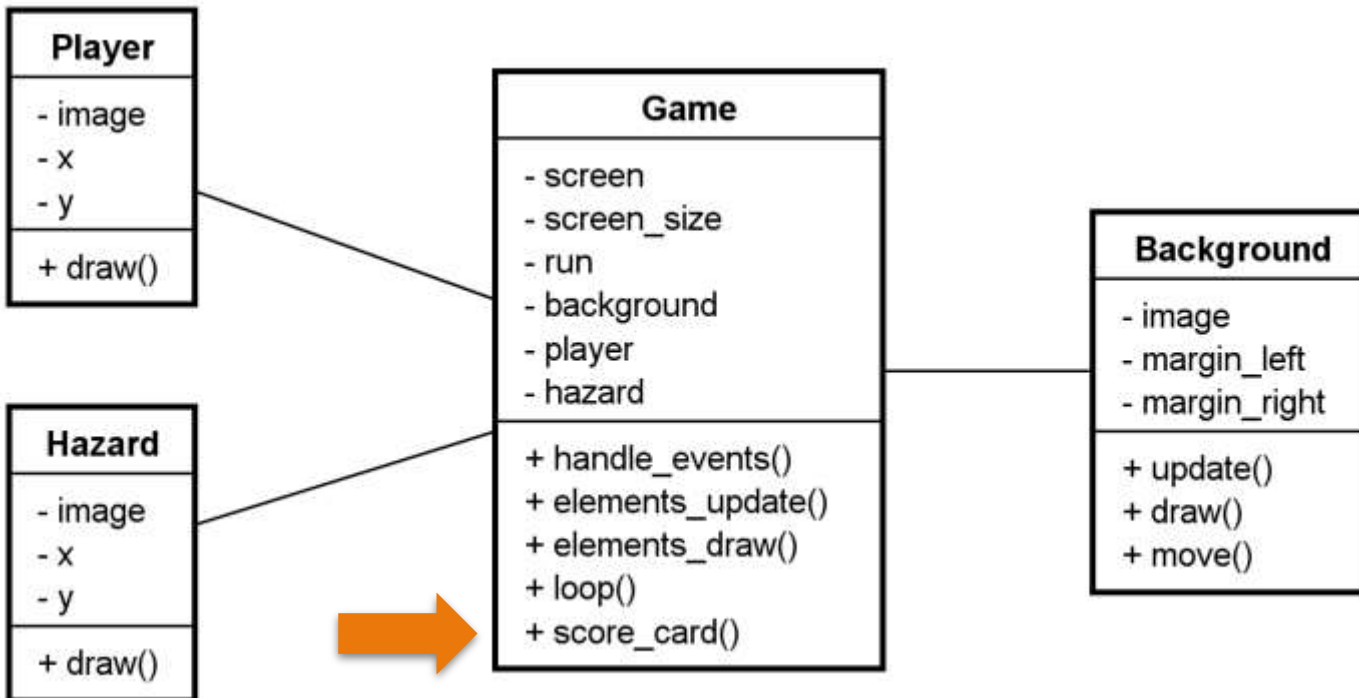 Player
- image
- x
- y
+ draw()
Hazard
- image
- x
- y
+ draw()
Game
- screen
- screen_size
- run
- background
- player
- hazard
+ handle_events()
+ elements_update()
+ elements_draw()
+ loop()
+ score_card()
Background
- image
- margin_left
- margin_right
+ update()
+ draw()
+ move()